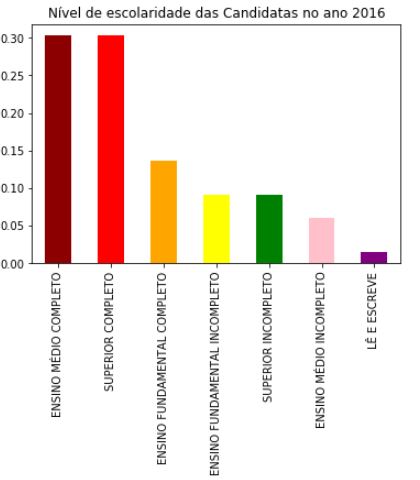 Nível de escolaridade das Candidatas no ano 2016
0.30
0.25
0.20
0.15
0.10
0.05
0.00
ENSINO MÉDIO COMPLETO
SUPERIOR COMPLETO
ENSINO FUNDAMENTAL COMPLETO
ENSINO FUNDAMENTAL INCOMPLETO
SUPERIOR INCOMPLETO
ENSINO MÉDIO INCOMPLETO
LÊ E ESCREVE